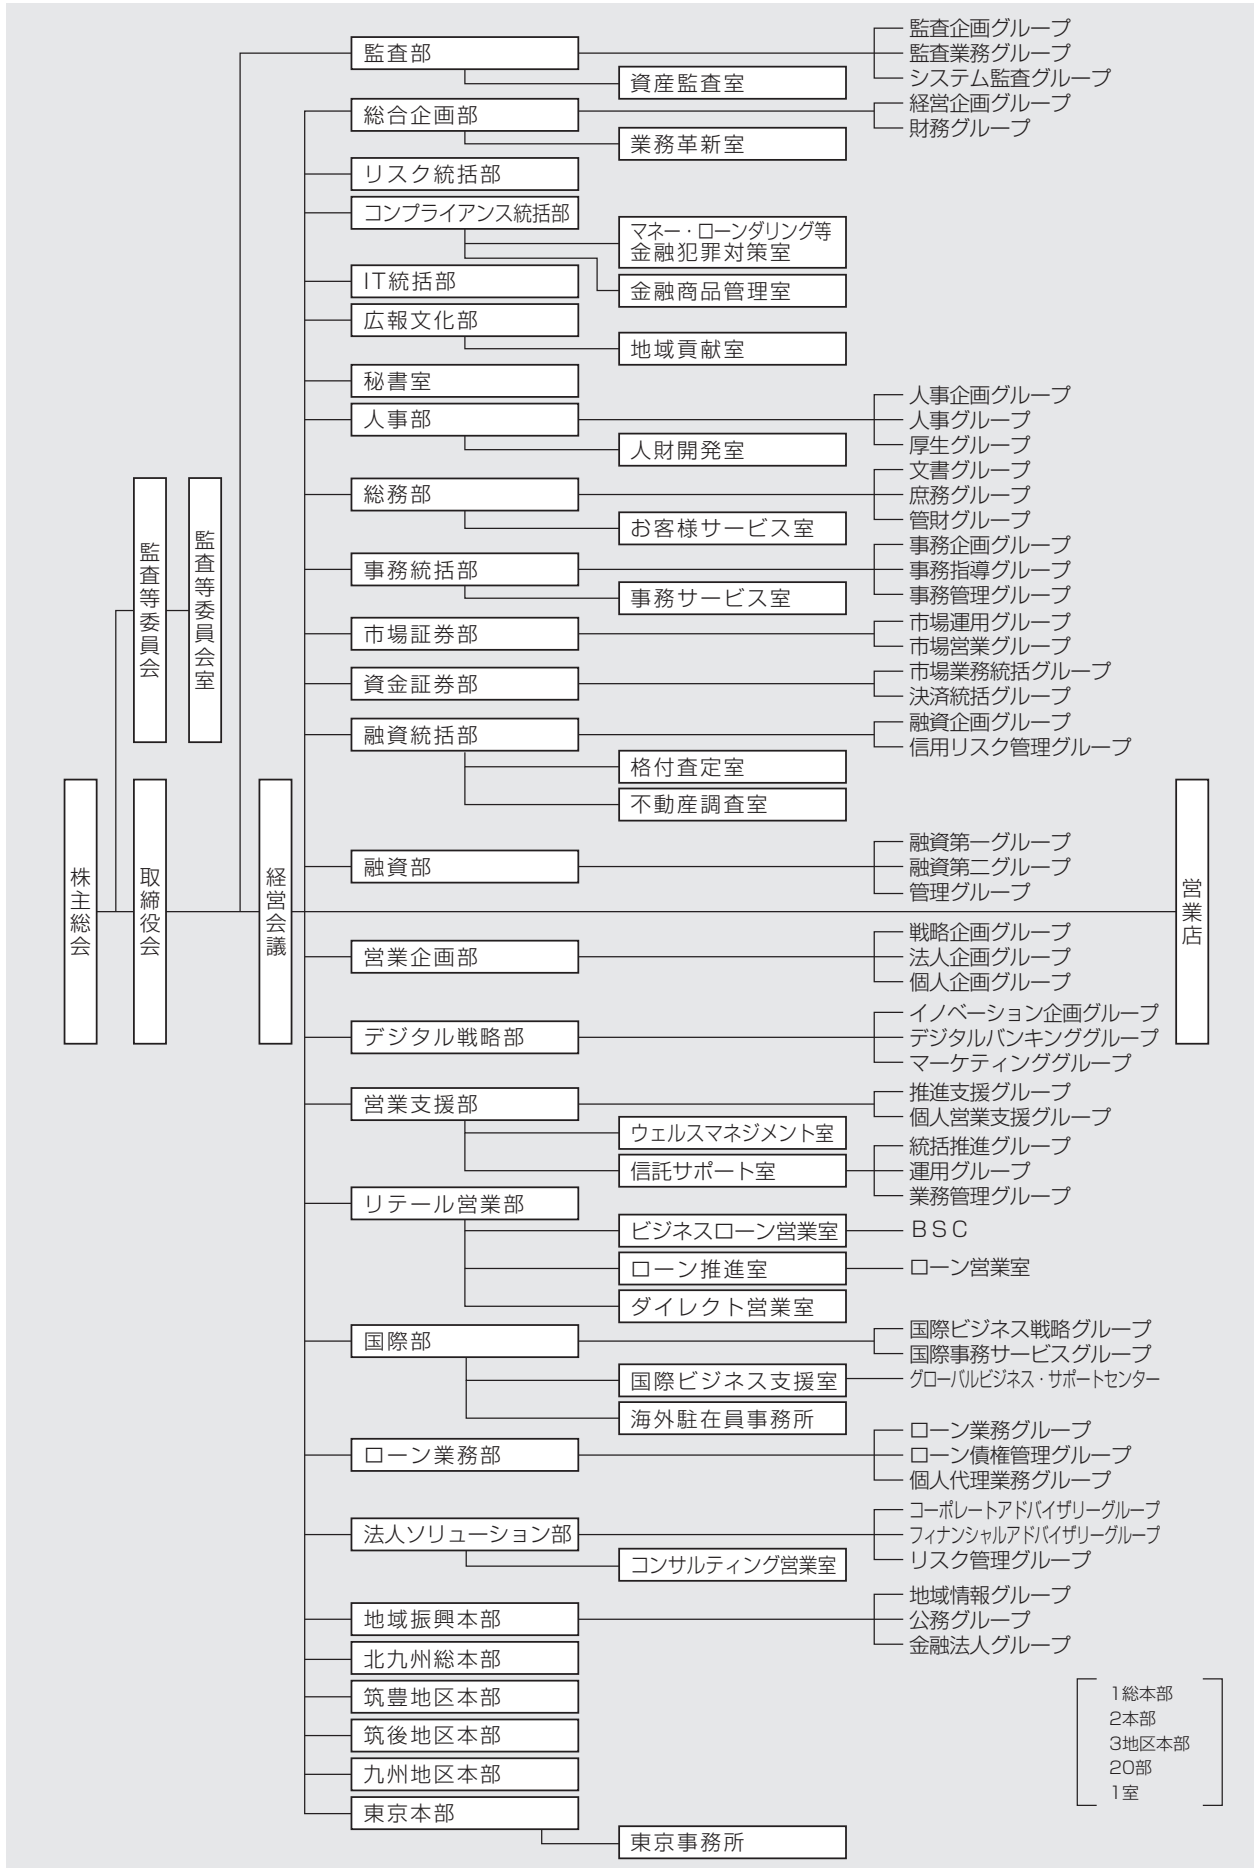 監査部
監査企画グループ
監査業務グループ
システム監査グループ
資産監査室
総合企画部
経営企画グループ
財務グループ
業務革新室
リスク統括部
コンプライアンス統括部
マネー・ローンダリング等
金融犯罪対策室
金融商品管理室
IT統括部
広報文化部
地域貢献室
秘書室
人事部
人事企画グループ
人事グループ
厚生グループ
人財開発室
総務部
文書グループ
庶務グループ
管財グループ
お客様サービス室
事務統括部
事務企画グループ
事務指導グループ
事務管理グループ
事務サービス室
市場証券部
市場運用グループ
市場営業グループ
資金証券部
市場業務統括グループ
決済統括グループ
融資統括部
融資企画グループ
信用リスク管理グループ
格付査定室
不動産調査室
監査等委員会
監査等委員会室
株主総会
取締役会
経営会議
営業店
融資部
融資第一グループ
融資第二グループ
管理グループ
営業企画部
戦略企画グループ
法人企画グループ
個人企画グループ
デジタル戦略部
イノベーション企画グループ
デジタルバンキンググループ
マーケティンググループ
営業支援部
推進支援グループ
個人営業支援グループ
ウェルスマネジメント室
信託サポート室
統括推進グループ
運用グループ
業務管理グループ
リテール営業部
ビジネスローン営業室
BSC
ローン推進室
ローン営業室
ダイレクト営業室
国際部
国際ビジネス戦略グループ
国際事務サービスグループ
国際ビジネス支援室
グローバルビジネス・サポートセンター
海外駐在員事務所
ローン業務部
ローン業務グループ
ローン債権管理グループ
個人代理業務グループ
法人ソリューション部
コーポレートアドバイザリーグループ
フィナンシャルアドバイザリーグループ
リスク管理グループ
コンサルティング営業室
地域振興本部
地域情報グループ
公務グループ
金融法人グループ
北九州総本部
筑豊地区本部
筑後地区本部
九州地区本部
東京本部
東京事務所
1総本部
2本部
3地区本部
20部
1室